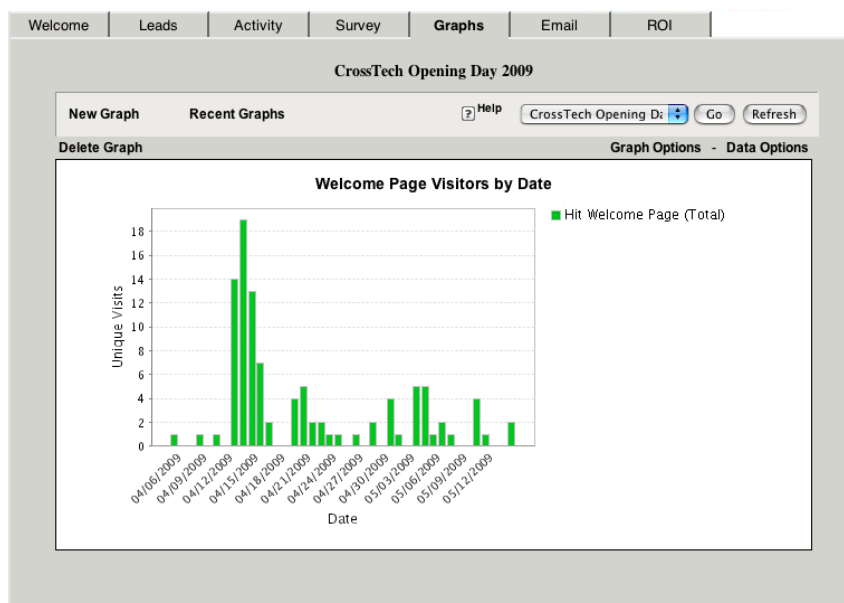 Welcome Leads Activity Survey Graphs Email ROI
CrossTech Opening Day 2009
New Graph Recent Graphs ? Help CrossTech Opening Da Go Refresh
Delete Graph Graph Options - Data Options
Welcome Page Visitors by Date
Hit Welcome Page (Total)
Unique Visits
18
16
14
12
10
8
6
4
2
0
04/06/2009 04/09/2009 04/12/2009 04/15/2009 04/18/2009 04/21/2009 04/24/2009 04/27/2009 04/30/2009 05/03/2009 05/06/2009 05/09/2009 05/12/2009
Date